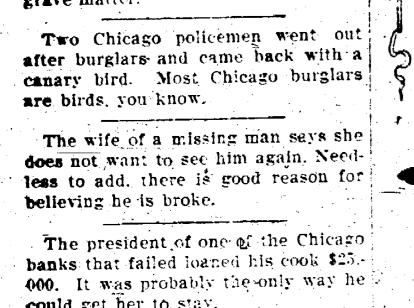 grave matter.
Two Chicago policemen went out
after burglars and came back with a
canary bird. Most Chicago burglars
are birds, you know.
The wife of a missing man says she
does not want to see him again. Need-
less to add, there is good reason for
believing he is broke.
The president of one of the Chicago
banks that failed loaned his cook $25,-
000. It was probably the only way he
could get her to stay.